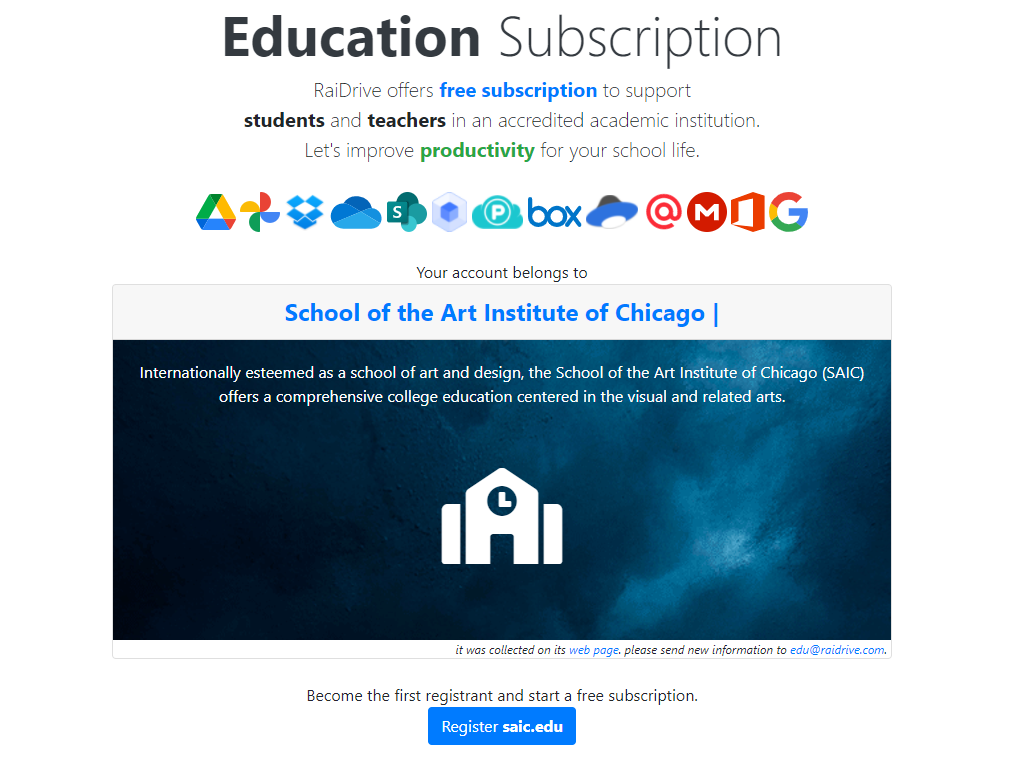 Education Subscription
RaiDrive offers free subscription to support
students and teachers in an accredited academic institution.
Let's improve productivity for your school life.
S P box @ M G
Your account belongs to
School of the Art Institute of Chicago |
Internationally esteemed as a school of art and design, the School of the Art Institute of Chicago (SAIC)
offers a comprehensive college education centered in the visual and related arts.
it was collected on its web page. please send new information to edu@raidrive.com.
Become the first registrant and start a free subscription.
Register saic.edu